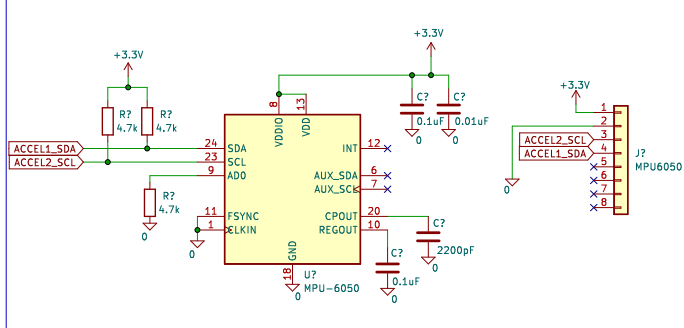 +3.3V
R?
4.7k
R?
4.7k
ACCEL1_SDA
ACCEL2_SCL
R?
4.7k
0
0
24
23
9
11
1
8
13
VDDIO
VDD
SDA
SCL
AD0
FSYNC
CLKIN
INT
AUX_SDA
AUX_SCL
CPOUT
REGOUT
GND
12
6
7
20
10
18
0
U?
MPU-6050
+3.3V
C?
0.1uF
0
C?
0.01uF
0
C?
2200pF
0
C?
0.1uF
0
+3.3V
0
ACCEL2_SCL
ACCEL1_SDA
1
2
3
4
5
6
7
8
J?
MPU6050